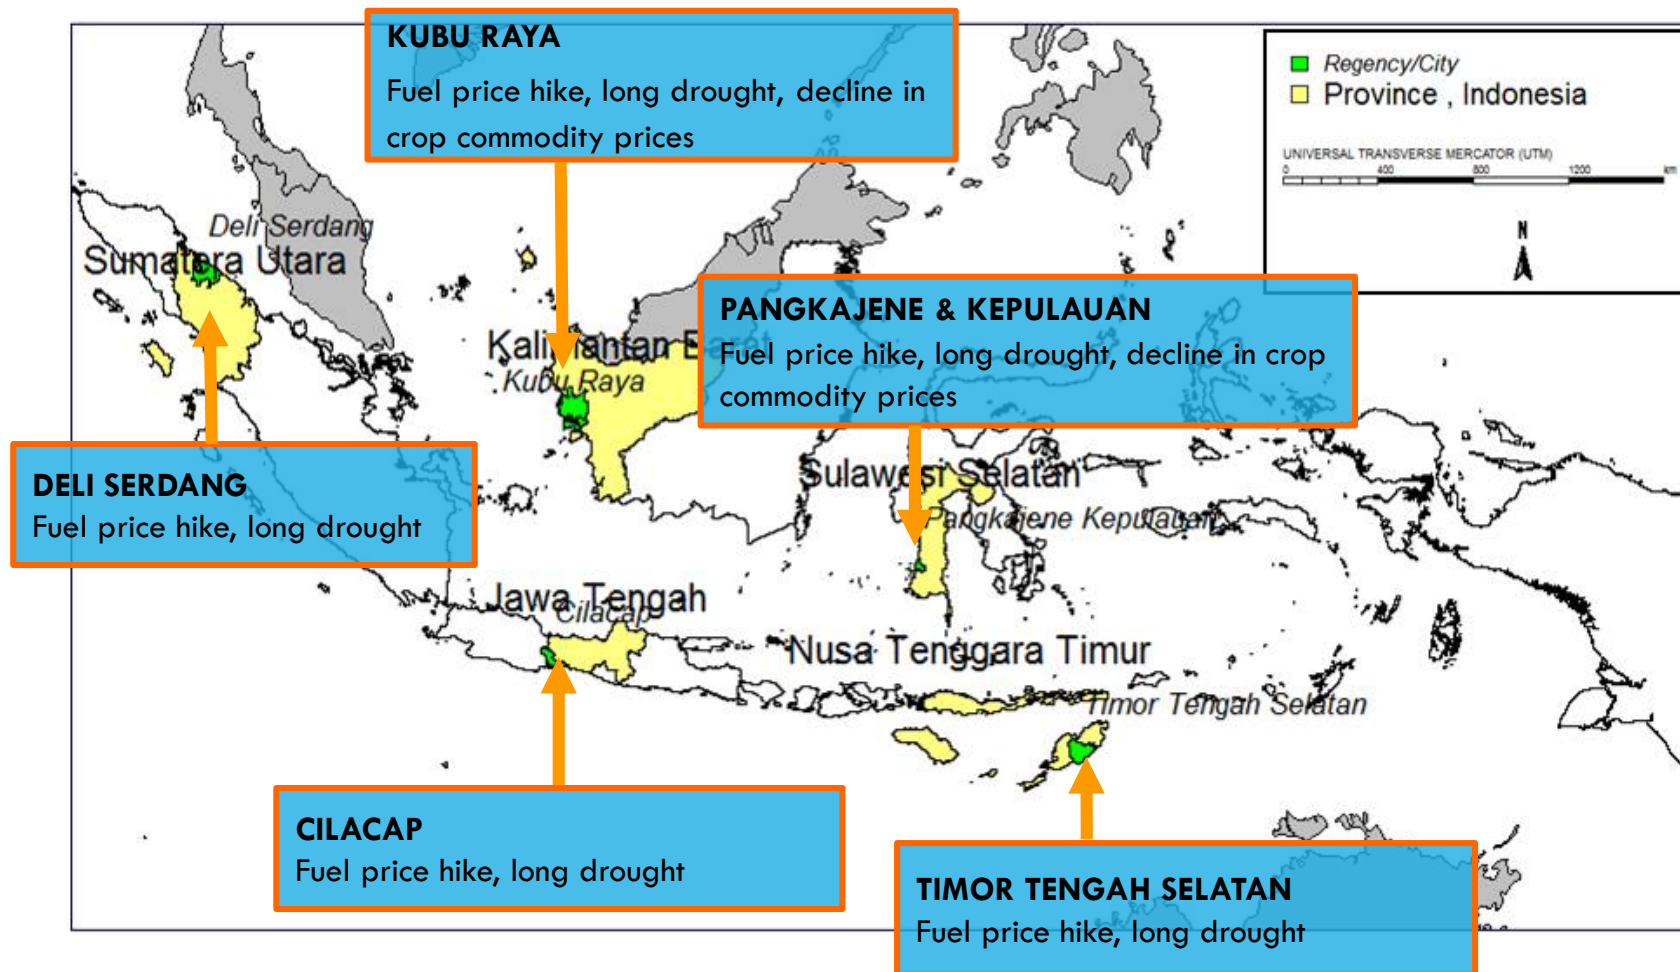 KUBU RAYA
Fuel price hike, long drought, decline in
crop commodity prices
Regency/City
Province , Indonesia
UNIVERSAL TRANSVERSE MERCATOR (UTM)
0 400 800 1200 km
N
Deli Serdang
Sumatera Utara
PANGKAJENE & KEPULAUAN
Fuel price hike, long drought, decline in crop
commodity prices
Kalimantan Barat
Kubu Raya
DELI SERDANG
Fuel price hike, long drought
Sulawesi Selatan
Pangkajene Kepulauan
Jawa Tengah
Cilacap
Nusa Tenggara Timur
Timor Tengah Selatan
CILACAP
Fuel price hike, long drought
TIMOR TENGAH SELATAN
Fuel price hike, long drought